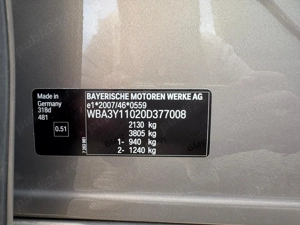 Made in
Germany
318d
481
0.51
BAYERISCHE MOTOREN WERKE AG
e1*2007/46*0559
WBA3Y11020D377008
2130 kg
3805 kg
1- 940 kg
2- 1240 kg